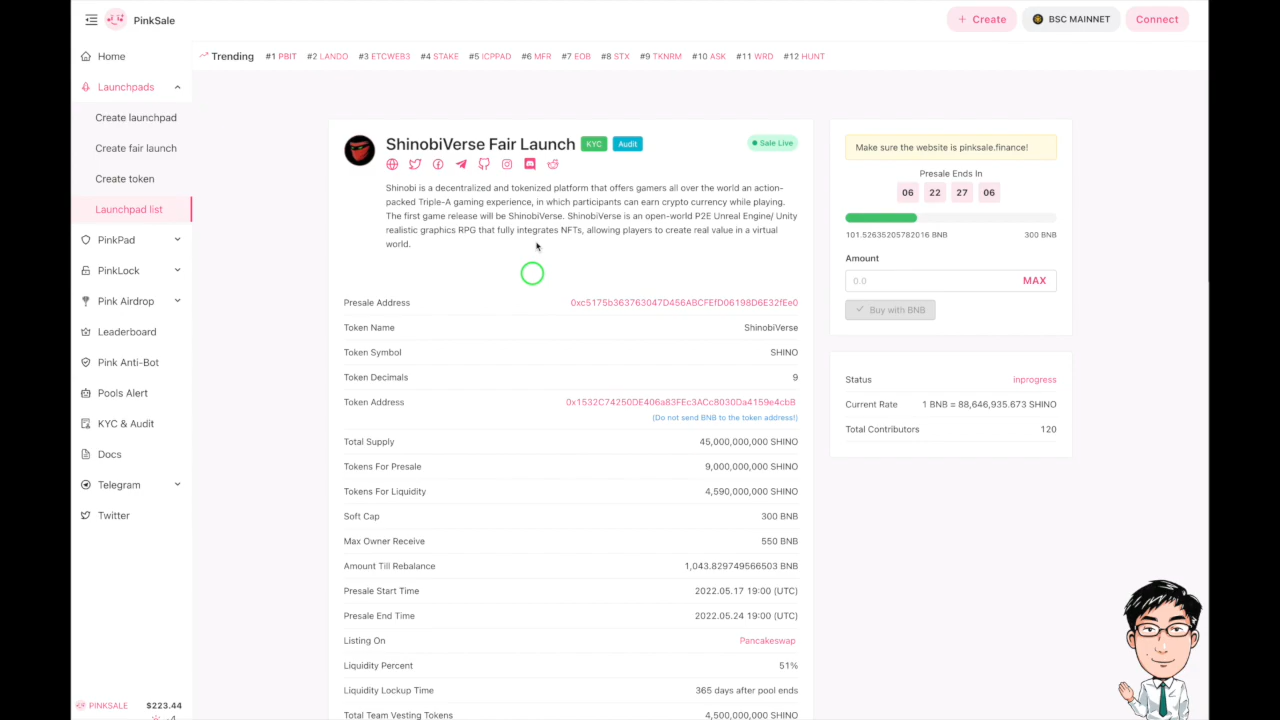 PinkSale
Create
BSC MAINNET
Connect
Home
Launchpads
Create launchpad
Create fair launch
Create token
Launchpad list
PinkPad
PinkLock
Pink Airdrop
Leaderboard
Pink Anti-Bot
Pools Alert
KYC & Audit
Docs
Telegram
Twitter
PINKSALE $223.44
Trending #1 PBIT #2 LANDO #3 ETCWEB3 #4 STAKE #5 ICPPAD #6 MFR #7 EOB #8 STX #9 TKNRM #10 ASK #11 WRD #12 HUNT
ShinobiVerse Fair Launch KYC Audit Sale Live
Shinobi is a decentralized and tokenized platform that offers gamers all over the world an action-
packed Triple-A gaming experience, in which participants can earn crypto currency while playing.
The first game release will be ShinobiVerse. ShinobiVerse is an open-world P2E Unreal Engine/ Unity
realistic graphics RPG that fully integrates NFTs, allowing players to create real value in a virtual
world.
Presale Address 0xc5175b363763047D456ABCFEfD06198D6E32fEe0
Token Name ShinobiVerse
Token Symbol SHINO
Token Decimals 9
Token Address 0x1532C74250DE406a83FEc3ACc8030Da4159e4cbB
(Do not send BNB to the token address!)
Total Supply 45,000,000,000 SHINO
Tokens For Presale 9,000,000,000 SHINO
Tokens For Liquidity 4,590,000,000 SHINO
Soft Cap 300 BNB
Max Owner Receive 550 BNB
Amount Till Rebalance 1,043.829749566503 BNB
Presale Start Time 2022.05.17 19:00 (UTC)
Presale End Time 2022.05.24 19:00 (UTC)
Listing On Pancakeswap
Liquidity Percent 51%
Liquidity Lockup Time 365 days after pool ends
Total Team Vesting Tokens 4,500,000,000 SHINO
Make sure the website is pinksale.finance!
Presale Ends In
06 22 27 06
101.52635205782016 BNB 300 BNB
Amount
0.0 MAX
Buy with BNB
Status inprogress
Current Rate 1 BNB = 88,646,935.673 SHINO
Total Contributors 120